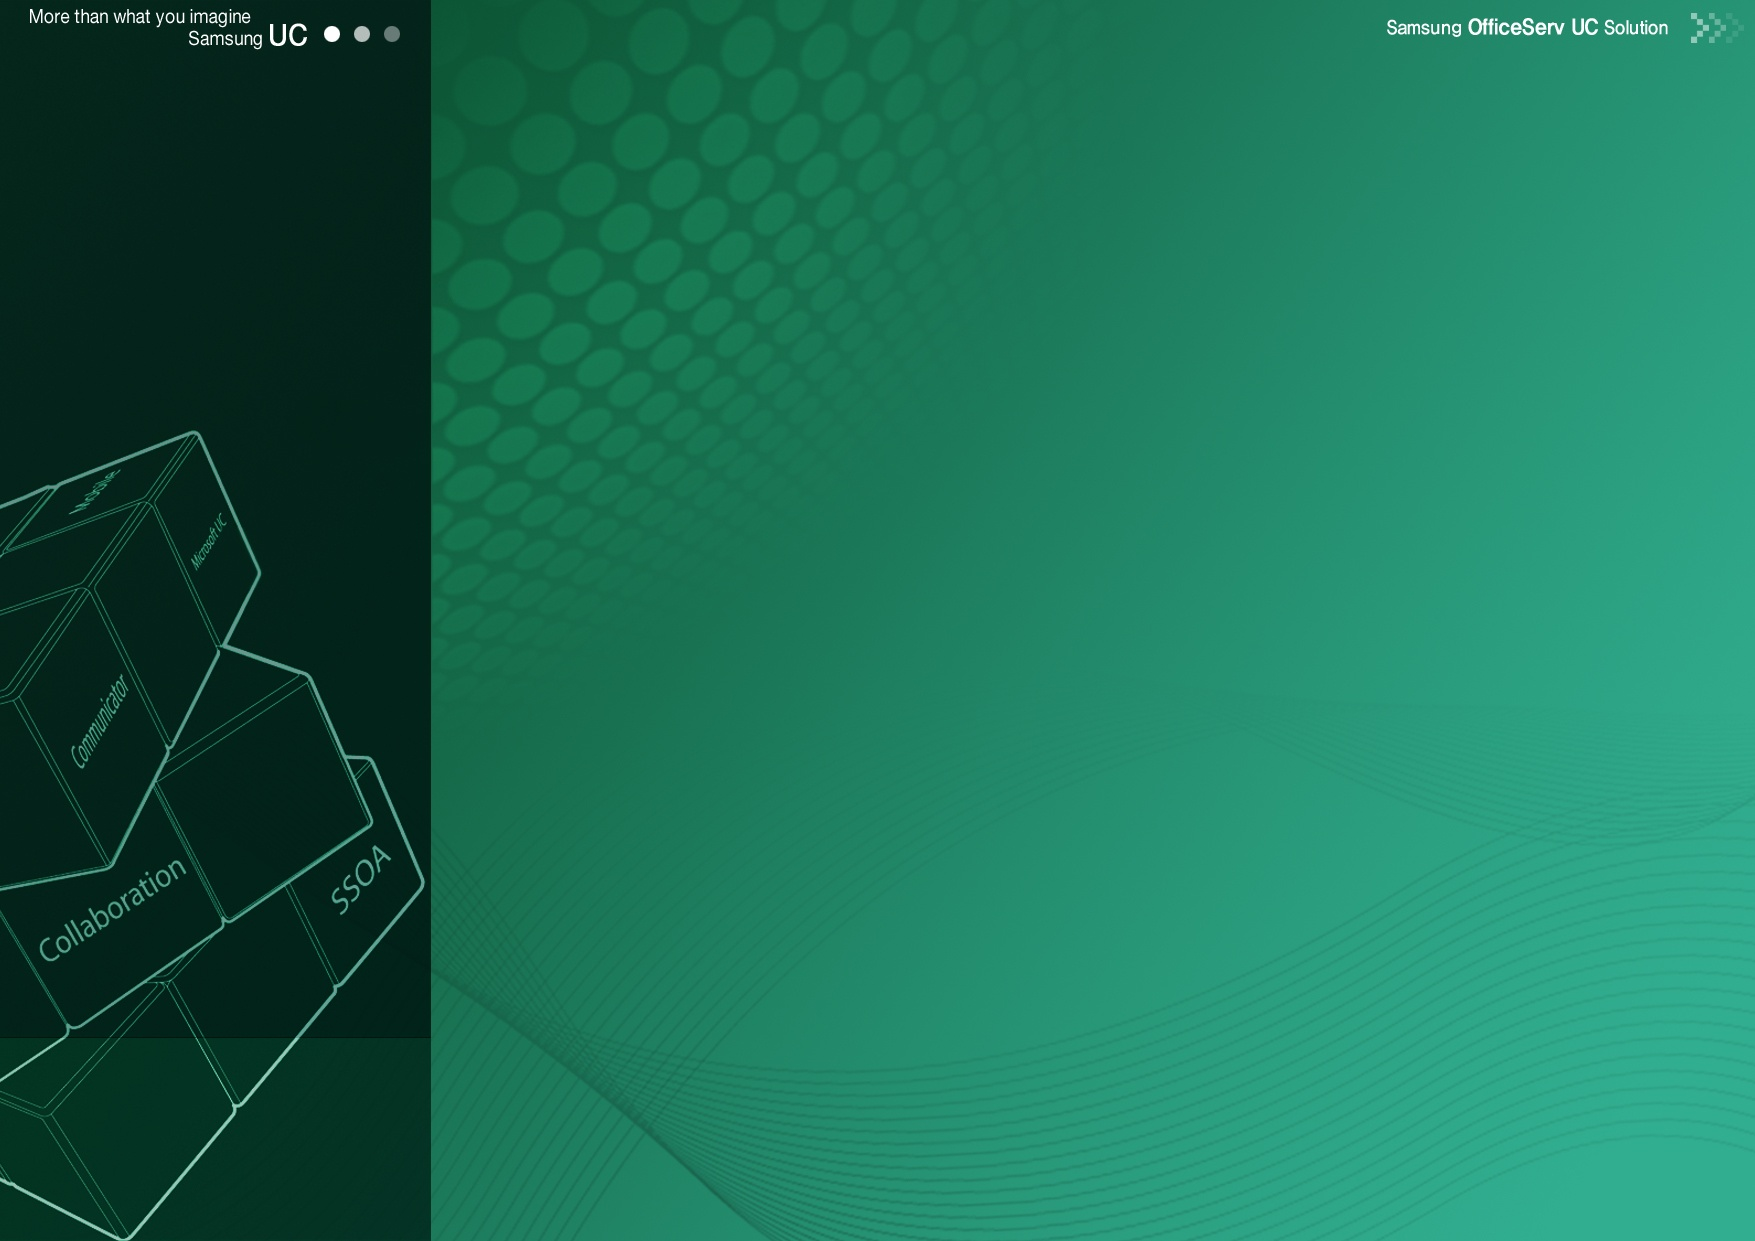 More than what you imagine
Samsung UC
Samsung OfficeServ UC Solution
Microsoft UC
Communicator
Collaboration
SSOA